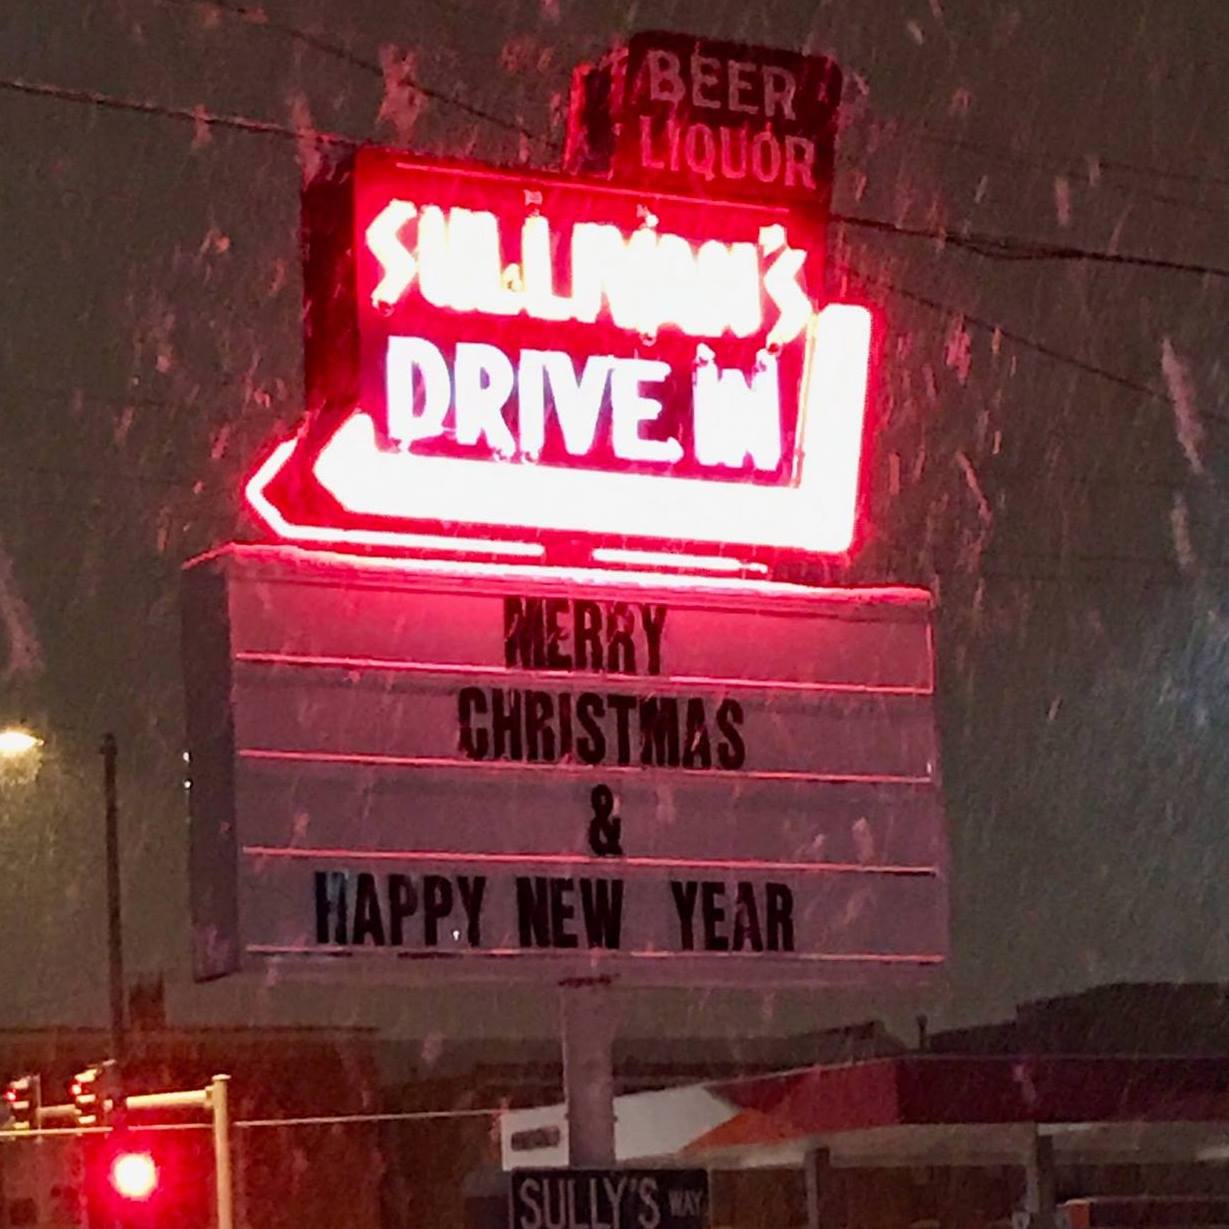 BEER
LIQUOR
SULLIVAN'S
DRIVE IN
MERRY
CHRISTMAS
&
HAPPY NEW YEAR
SULLY'S WAY